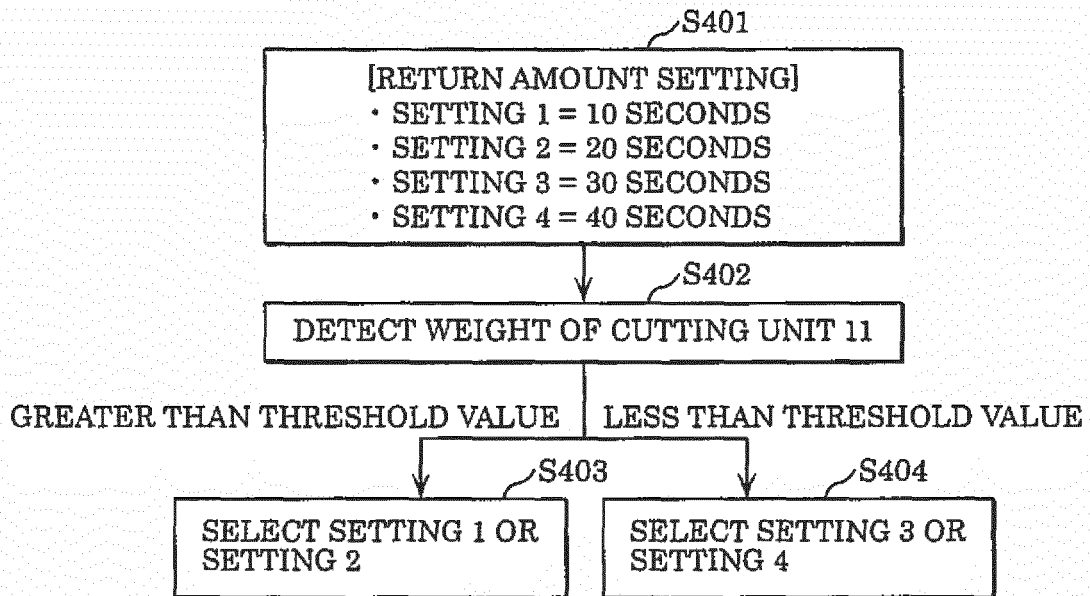 S401
[RETURN AMOUNT SETTING]
· SETTING 1 = 10 SECONDS
· SETTING 2 = 20 SECONDS
· SETTING 3 = 30 SECONDS
· SETTING 4 = 40 SECONDS
S402
DETECT WEIGHT OF CUTTING UNIT 11
GREATER THAN THRESHOLD VALUE
LESS THAN THRESHOLD VALUE
S403
SELECT SETTING 1 OR
SETTING 2
S404
SELECT SETTING 3 OR
SETTING 4